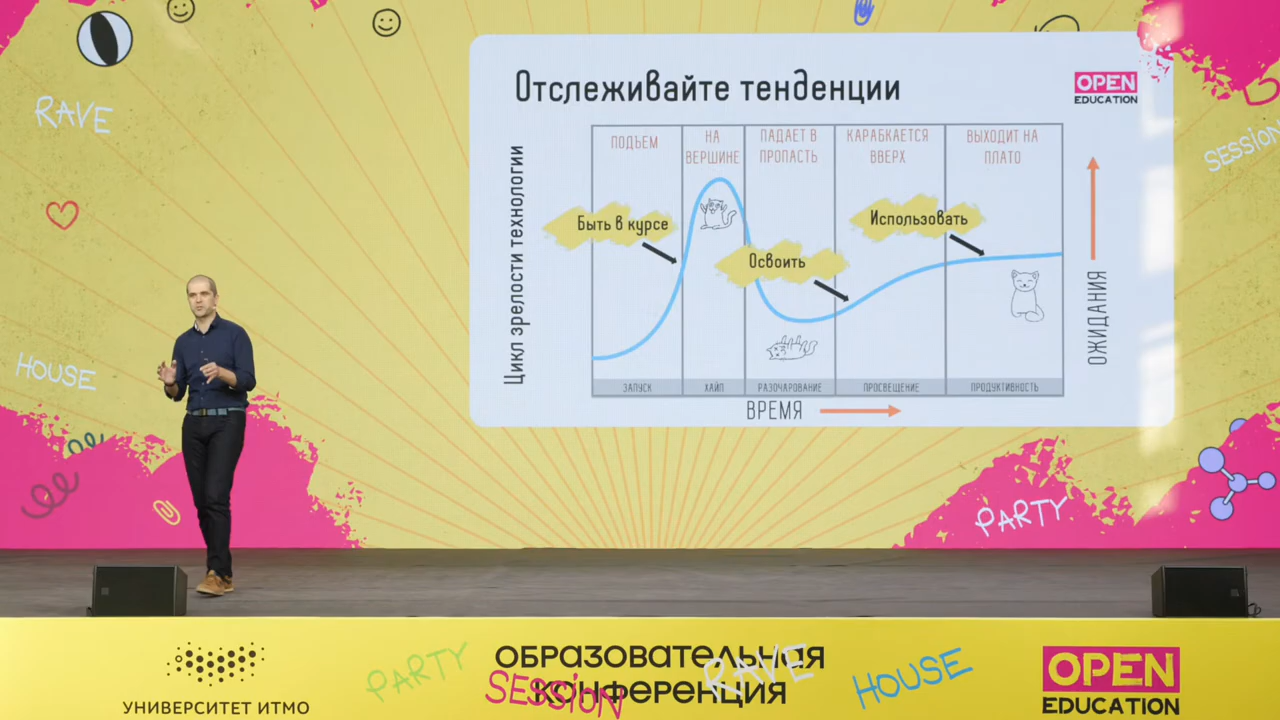 RAVE
SESSION
HOUSE
PARTY
Отслеживайте тенденции
OPEN
EDUCATION
Цикл зрелости технологии
ПОДЪЕМ
НА
ВЕРШИНЕ
ПАДАЕТ В
ПРОПАСТЬ
КАРАБКАЕТСЯ
ВВЕРХ
ВЫХОДИТ НА
ПЛАТО
Быть в курсе
Освоить
Использовать
ЗАПУСК
ХАЙП
РАЗОЧАРОВАНИЕ
ПРОСВЕЩЕНИЕ
ПРОДУКТИВНОСТЬ
ВРЕМЯ
ОЖИДАНИЯ
УНИВЕРСИТЕТ ИТМО
PARTY
ОБРАЗОВАТЕЛЬНАЯ
КОНФЕРЕНЦИЯ
SESSION
RAVE
HOUSE
OPEN
EDUCATION